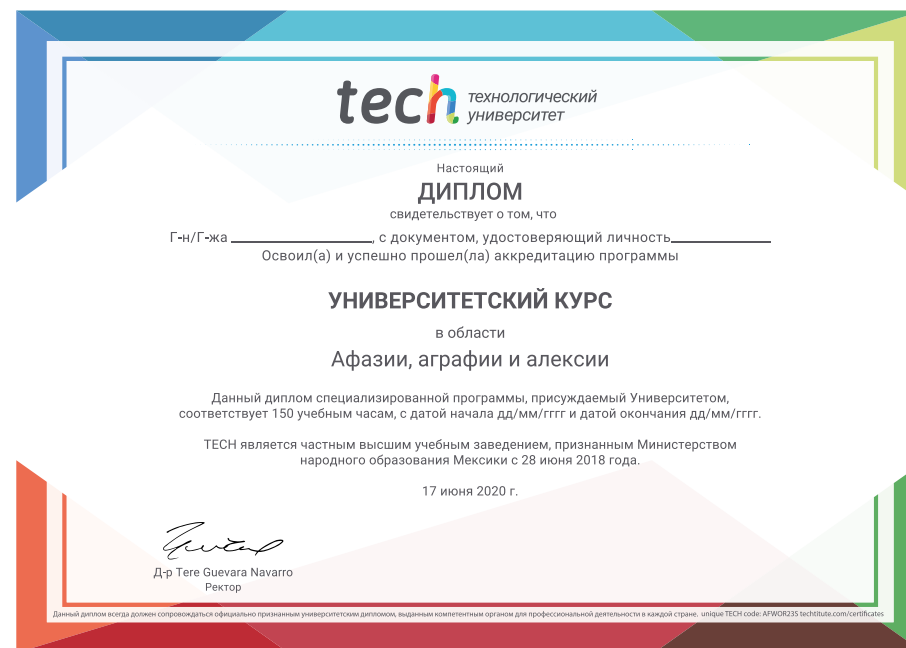 tech технологический
университет
Настоящий
ДИПЛОМ
свидетельствует о том, что
Г-н/Г-жа ____________________, с документом, удостоверяющий личность______________
Освоил(а) и успешно прошел(ла) аккредитацию программы
УНИВЕРСИТЕТСКИЙ КУРС
в области
Афазии, аграфии и алексии
Данный диплом специализированной программы, присуждаемый Университетом,
соответствует 150 учебным часам, с датой начала дд/мм/гггг и датой окончания дд/мм/гггг.
TECH является частным высшим учебным заведением, признанным Министерством
народного образования Мексики с 28 июня 2018 года.
17 июня 2020 г.
Д-р Tere Guevara Navarro
Ректор
Данный диплом всегда должен сопровождаться официально признанным университетским дипломом, выданным компетентным органом для профессиональной деятельности в каждой стране. unique TECH code: AFWOR23S techtitute.com/certificates